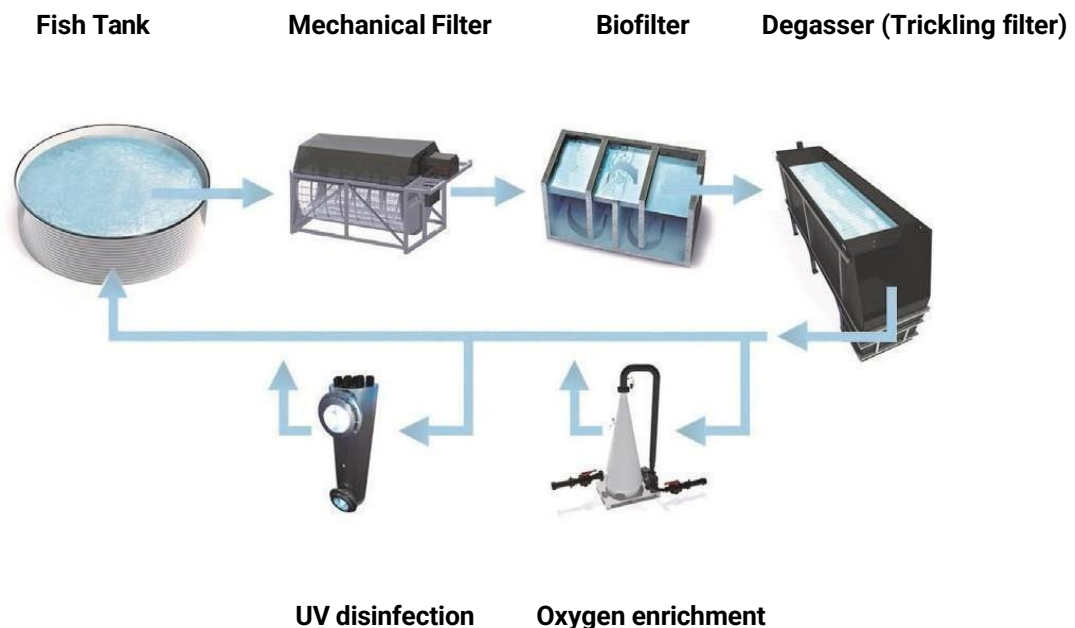 Fish Tank
Mechanical Filter
Biofilter
Degasser (Trickling filter)
UV disinfection
Oxygen enrichment